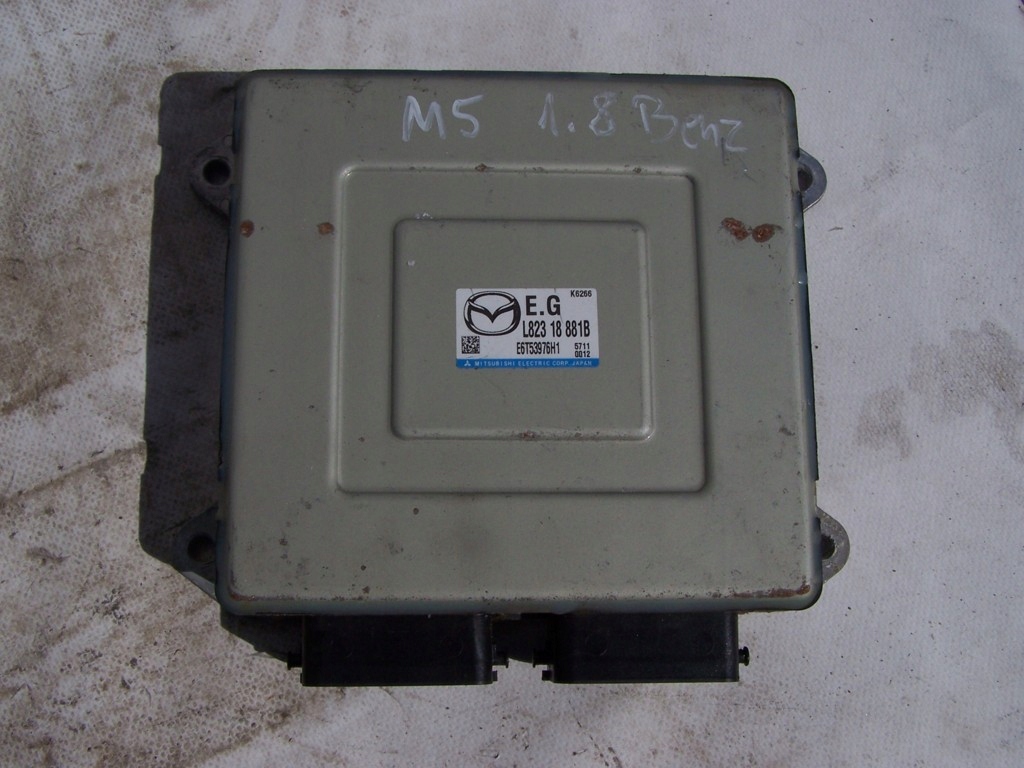 M5 1.8 Benz
K6266
E.G
L823 18 881B
E6T53976H1 5711
0012
MITSUBISHI ELECTRIC CORP. JAPAN